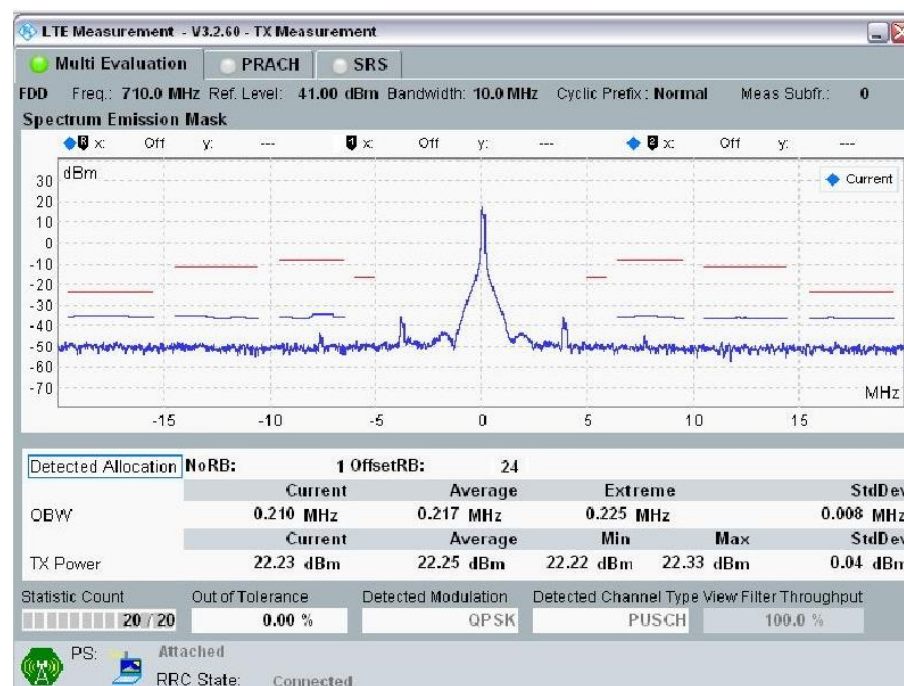 LTE Measurement - V3.2.60 - TX Measurement
Multi Evaluation PRACH SRS
FDD Freq.: 710.0 MHz Ref. Level: 41.00 dBm Bandwidth: 10.0 MHz Cyclic Prefix: Normal Meas Subfr.: 0
Spectrum Emission Mask
R x: Off y: --- 1 x: Off y: --- 2 x: Off y: ---
dBm
Current
30
20
10
0
-10
-20
-30
-40
-50
-60
-70
MHz
-15 -10 -5 0 5 10 15
Detected Allocation NoRB: 1 OffsetRB: 24
Current Average Extreme StdDev
OBW 0.210 MHz 0.217 MHz 0.225 MHz 0.008 MHz
Current Average Min Max StdDev
TX Power 22.23 dBm 22.25 dBm 22.22 dBm 22.33 dBm 0.04 dBm
Statistic Count Out of Tolerance Detected Modulation Detected Channel Type View Filter Throughput
20 / 20 0.00 % QPSK PUSCH 100.0 %
PS: Attached
RRC State: Connected